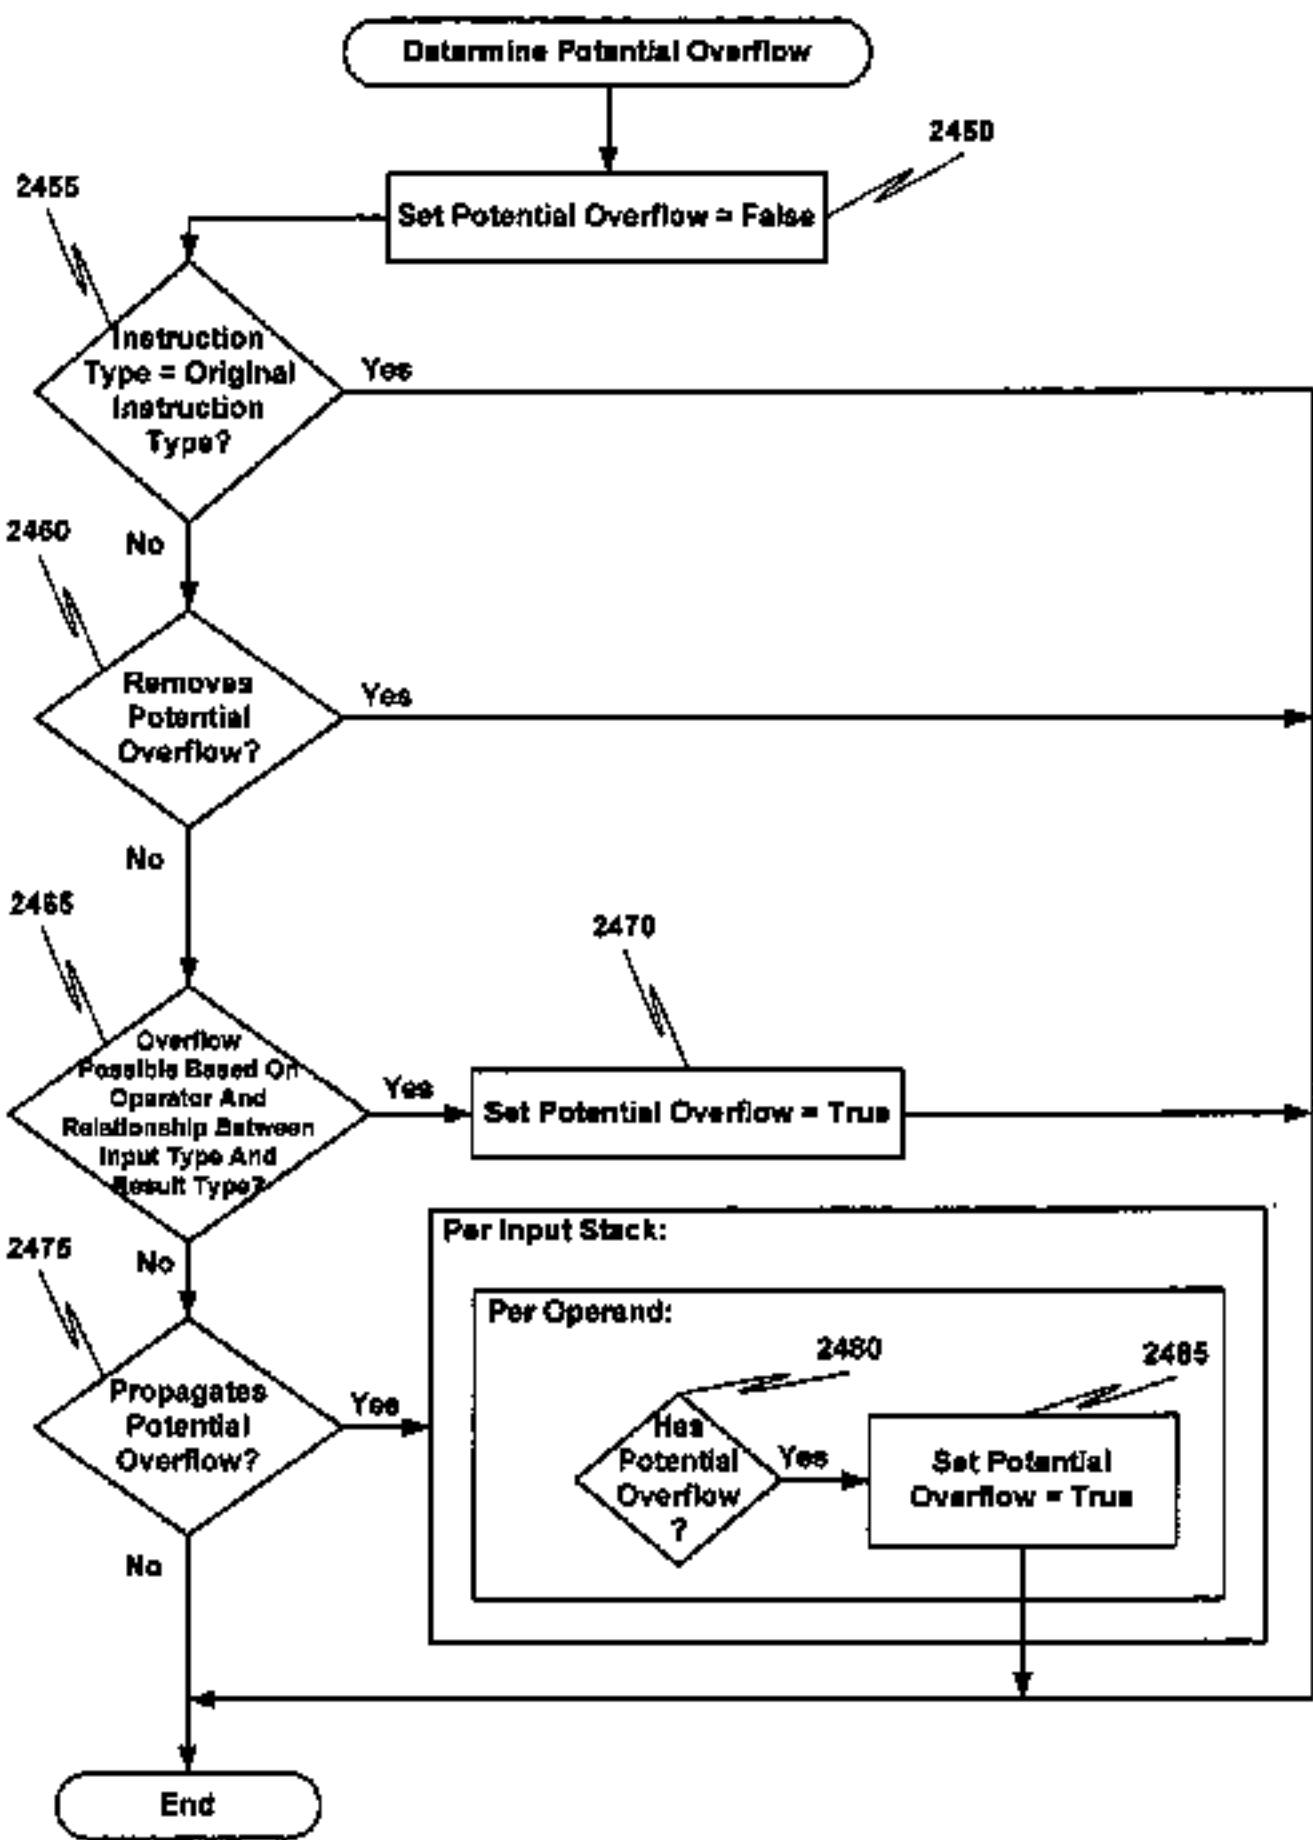 Determine Potential Overflow
2450
2455
Set Potential Overflow = False
Instruction
Type = Original
Instruction
Type?
Yes
2460
No
Removes
Potential
Overflow?
Yes
No
2465
2470
Overflow
Possible Based On
Operator And
Relationship Between
Input Type And
Result Type?
Yes
Set Potential Overflow = True
2475
No
Per Input Stack:
Per Operand:
2480
2485
Propagates
Potential
Overflow?
Yes
Has
Potential
Overflow
?
Yes
Set Potential
Overflow = True
No
End